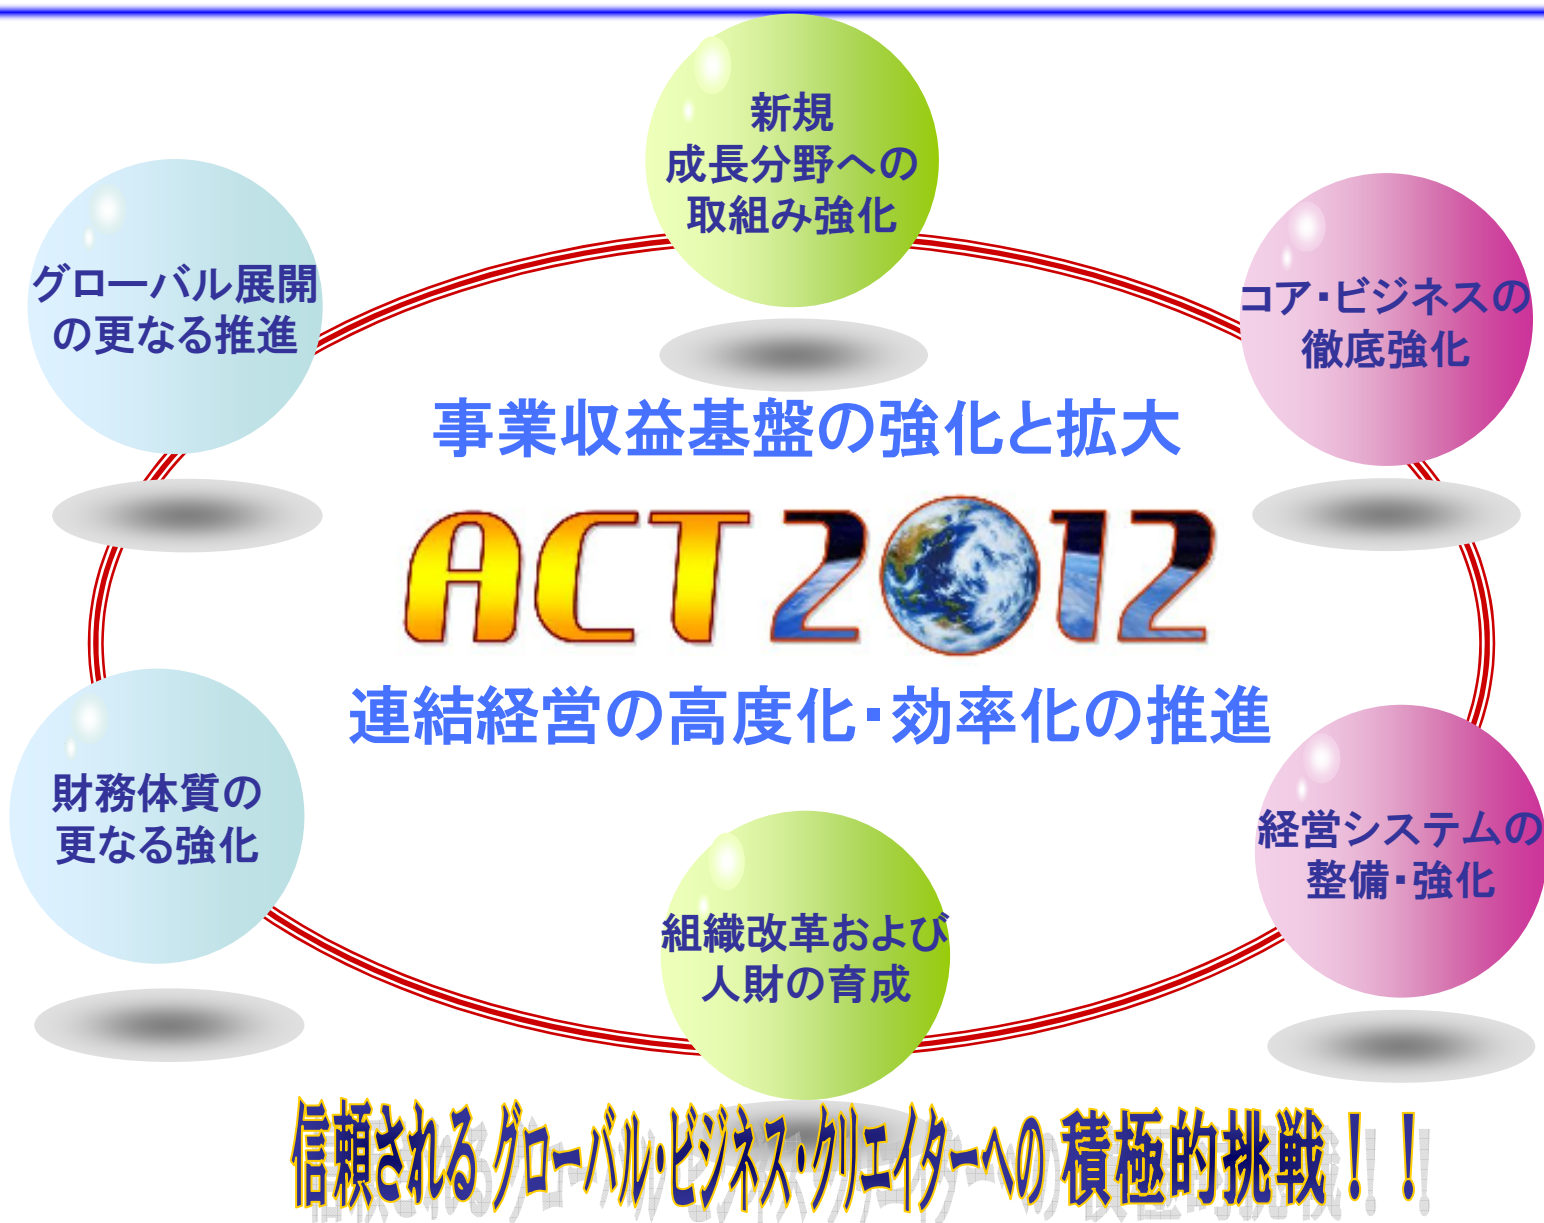 新規
成長分野への
取組み強化
グローバル展開
の更なる推進
コア・ビジネスの
徹底強化
事業収益基盤の強化と拡大
ACT2012
連結経営の高度化・効率化の推進
財務体質の
更なる強化
経営システムの
整備・強化
組織改革および
人財の育成
信頼されるグローバル・ビジネス・クリエイターへの積極的挑戦！！